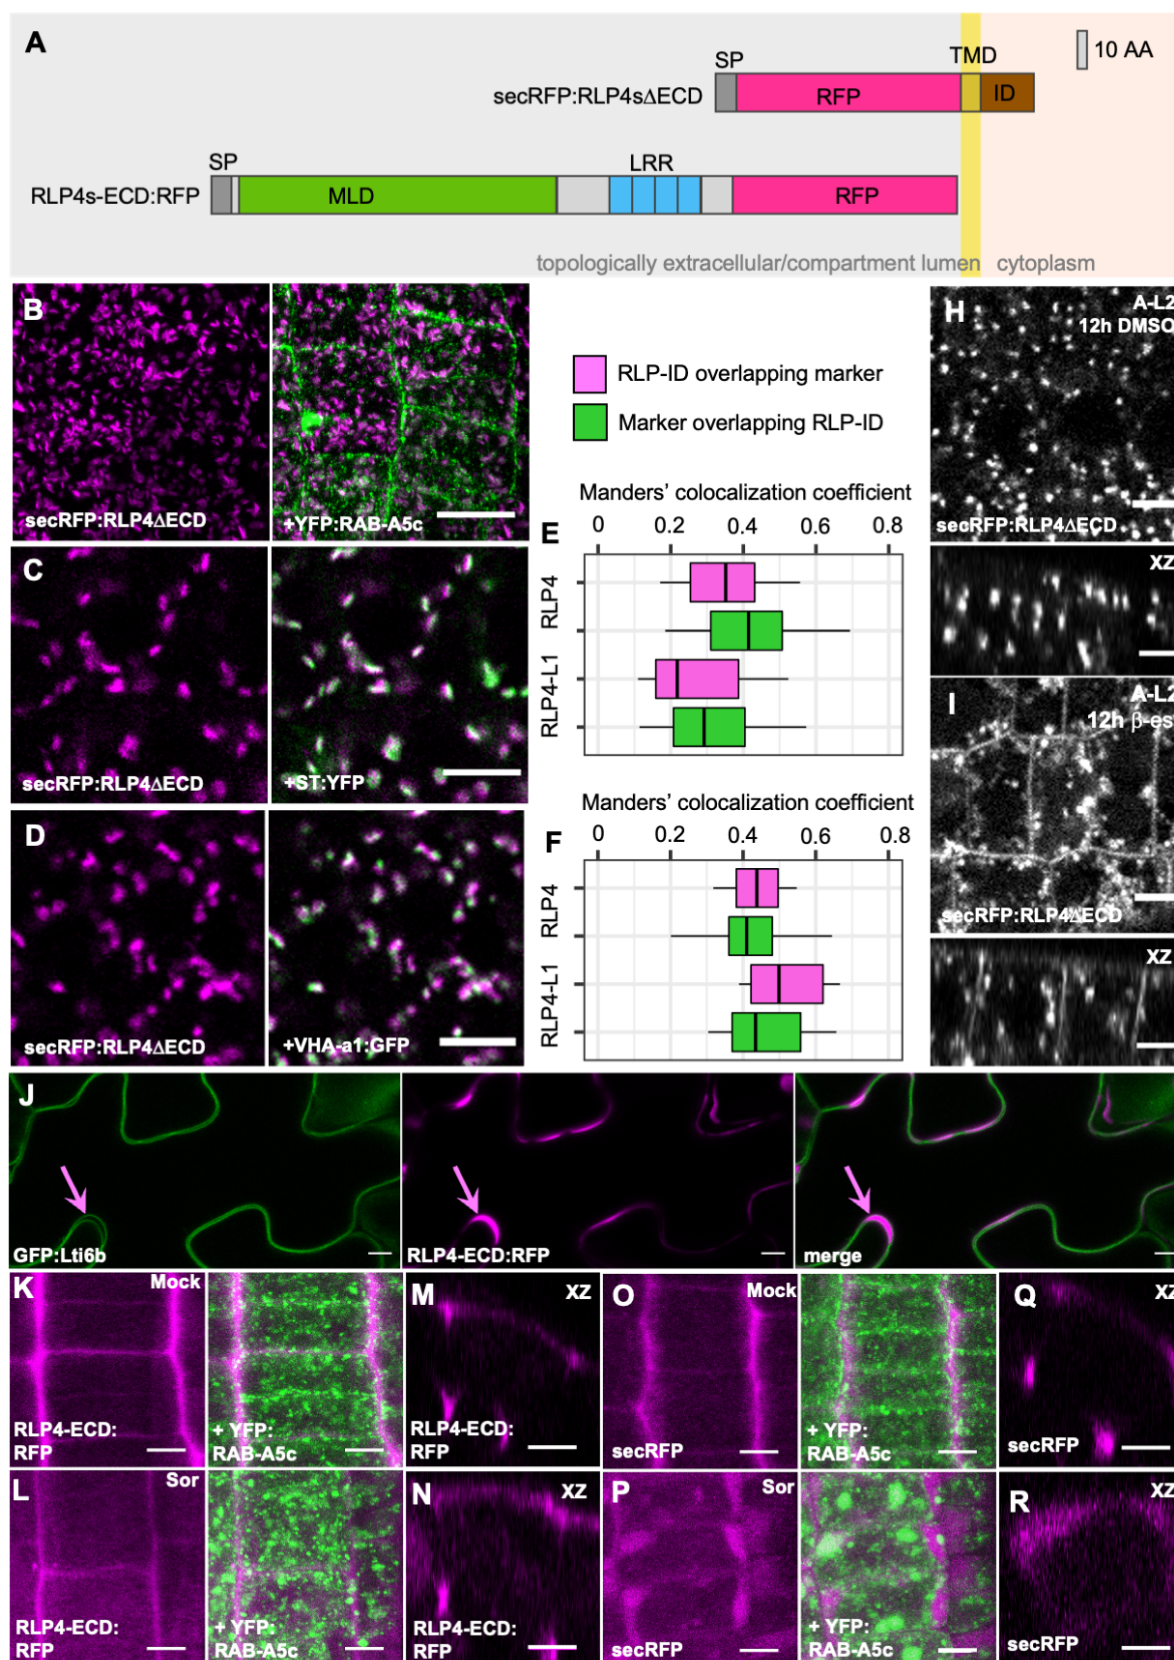 A
10 AA
SP
TMD
secRFP:RLP4sΔECD
RFP
ID
SP
LRR
RLP4s-ECD:RFP
MLD
RFP
topologically extracellular/compartment lumen
cytoplasm
B
secRFP:RLP4ΔECD
+YFP:RAB-A5c
RLP-ID overlapping marker
Marker overlapping RLP-ID
C
secRFP:RLP4ΔECD
+ST:YFP
D
secRFP:RLP4ΔECD
+VHA-a1:GFP
Manders' colocalization coefficient
0 0.2 0.4 0.6 0.8
E
RLP4
RLP4-L1
Manders' colocalization coefficient
0 0.2 0.4 0.6 0.8
F
RLP4
RLP4-L1
H
A-L2
12h DMSO
secRFP:RLP4ΔECD
XZ
I
A-L2
12h β-es
secRFP:RLP4ΔECD
XZ
J
GFP:Lti6b
RLP4-ECD:RFP
merge
K
Mock
RLP4-ECD:
RFP
+ YFP:
RAB-A5c
M
XZ
RLP4-ECD:
RFP
O
Mock
secRFP
+ YFP:
RAB-A5c
Q
XZ
secRFP
L
Sor
RLP4-ECD:
RFP
+ YFP:
RAB-A5c
N
XZ
RLP4-ECD:
RFP
P
Sor
secRFP
+ YFP:
RAB-A5c
R
XZ
secRFP